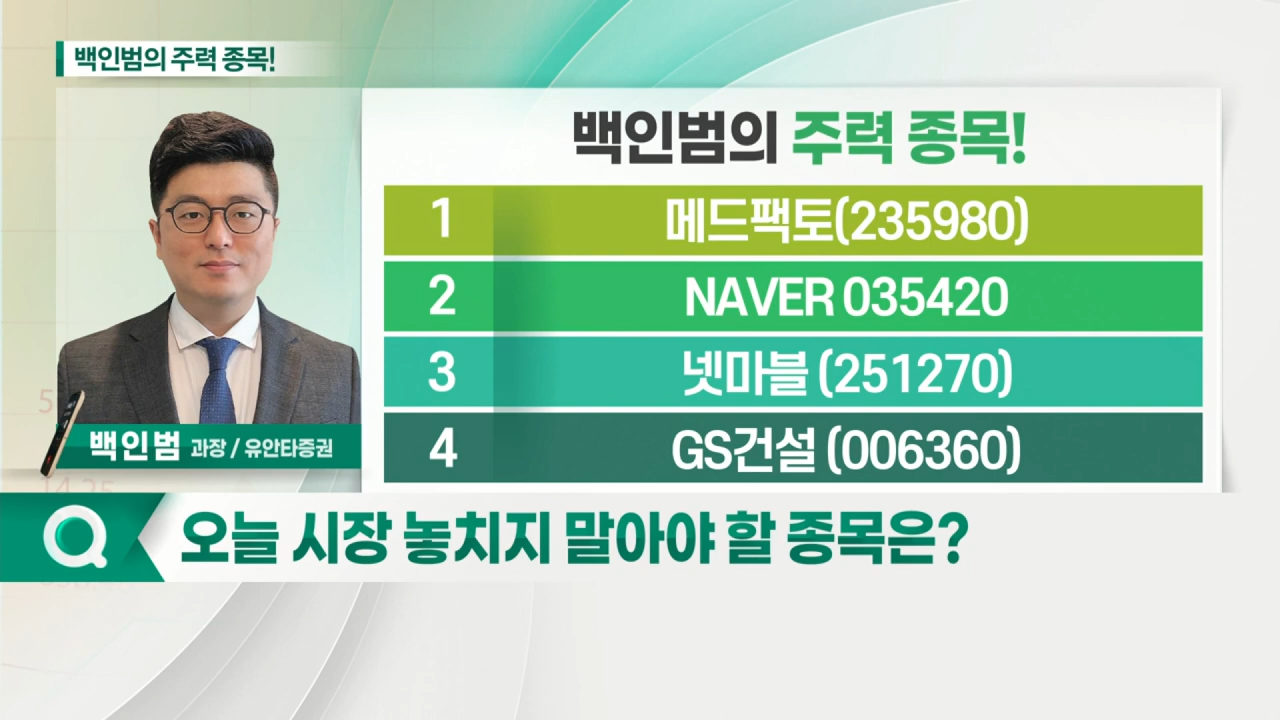 백인범의 주력 종목!
백인범의 주력 종목!
1 메드팩토(235980)
2 NAVER 035420
3 넷마블 (251270)
4 GS건설 (006360)
백인범 과장 / 유안타증권
Q 오늘 시장 놓치지 말아야 할 종목은?